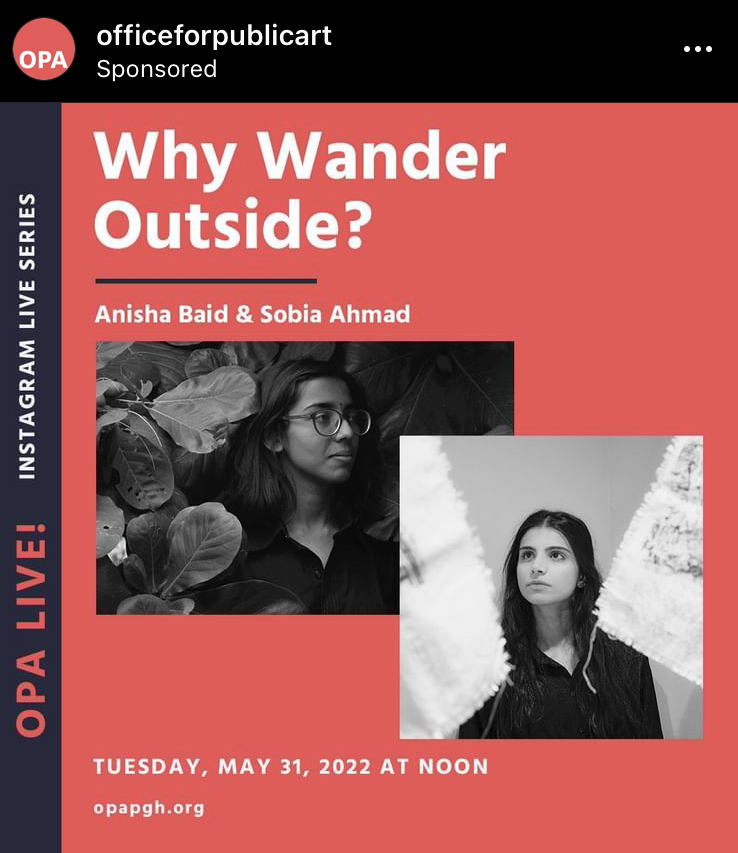 OPA
officeforpublicart
Sponsored
Why Wander
Outside?
Anisha Baid & Sobia Ahmad
OPA LIVE! INSTAGRAM LIVE SERIES
TUESDAY, MAY 31, 2022 AT NOON
opapgh.org